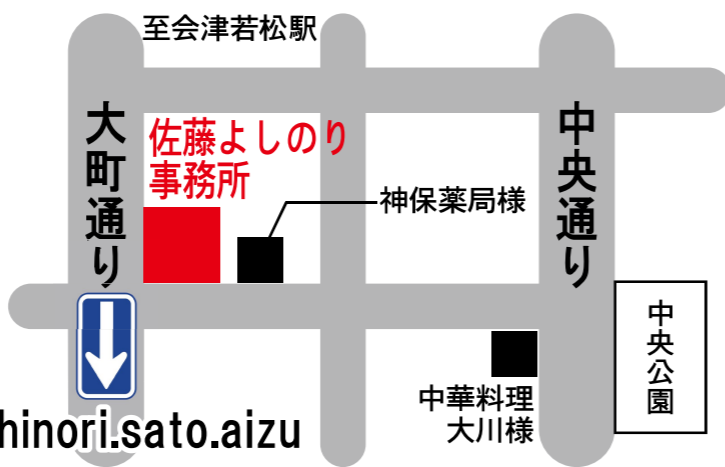 至会津若松駅
大町通り
佐藤よしのり
事務所
神保薬局様
中央通り
中央公園
中華料理
大川様
hinori.sato.aizu